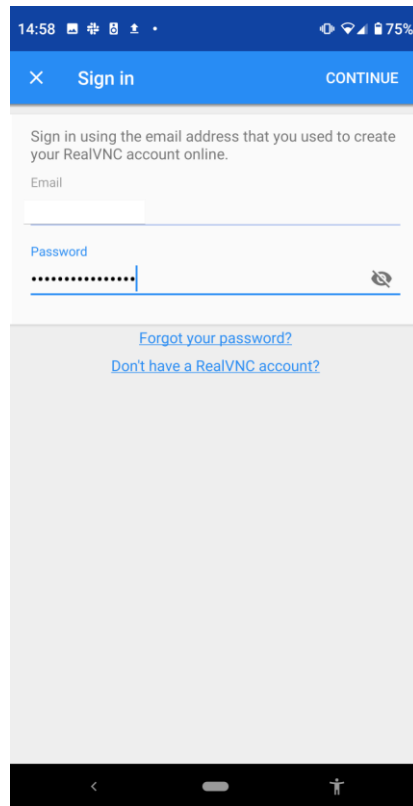 14:58 75%
Sign in CONTINUE
Sign in using the email address that you used to create
your RealVNC account online.
Email
Password
••••••••••••••••
Forgot your password?
Don't have a RealVNC account?